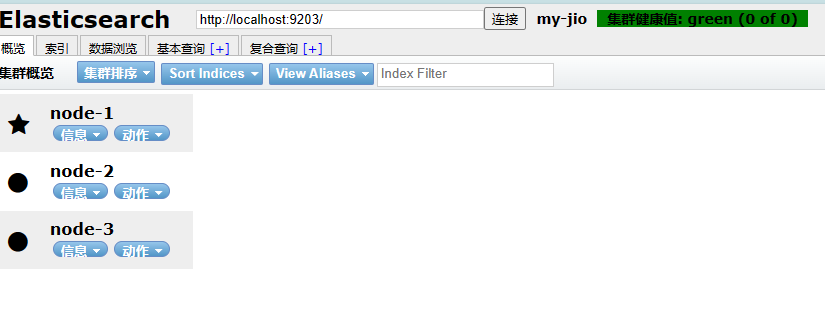 Elasticsearch http://localhost:9203/ 连接 my-jio 集群健康值: green (0 of 0)
概览 索引 数据浏览 基本查询 [+] 复合查询 [+]
集群概览 集群排序 Sort Indices View Aliases Index Filter
node-1
信息 动作
node-2
信息 动作
node-3
信息 动作